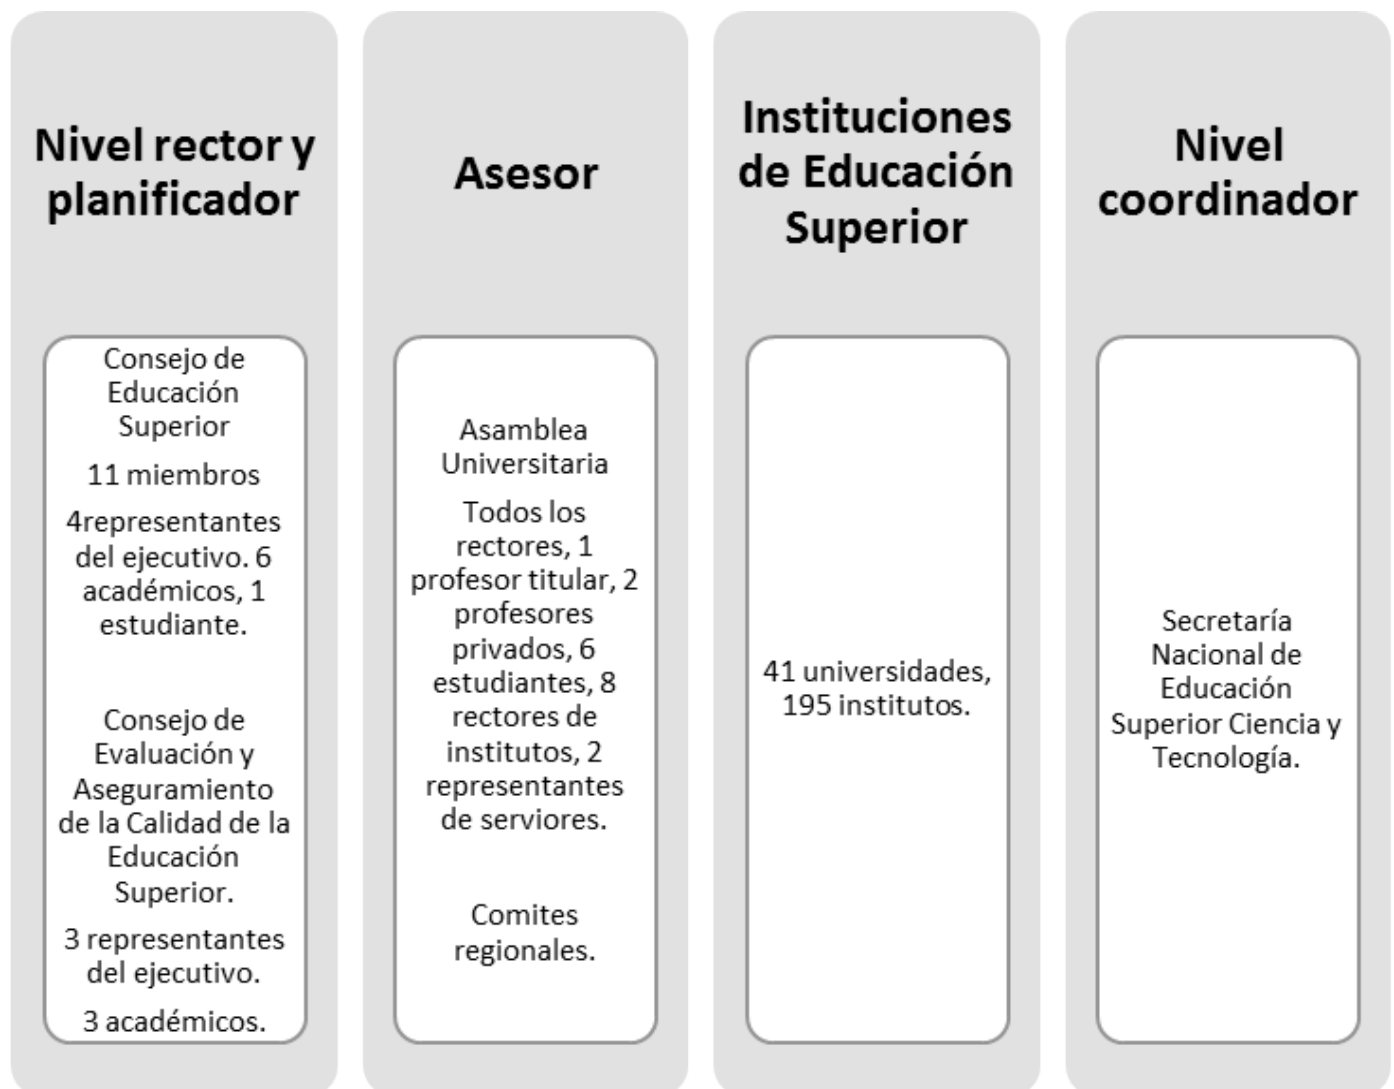 Nivel rector y
planificador
Consejo de
Educación
Superior
11 miembros
4representantes
del ejecutivo. 6
académicos, 1
estudiante.
Consejo de
Evaluación y
Aseguramiento
de la Calidad de la
Educación
Superior.
3 representantes
del ejecutivo.
3 académicos.
Asesor
Asamblea
Universitaria
Todos los
rectores, 1
profesor titular, 2
profesores
privados, 6
estudiantes, 8
rectores de
institutos, 2
representantes
de serviores.
Comites
regionales.
Instituciones
de Educación
Superior
41 universidades,
195 institutos.
Nivel
coordinador
Secretaría
Nacional de
Educación
Superior Ciencia y
Tecnología.